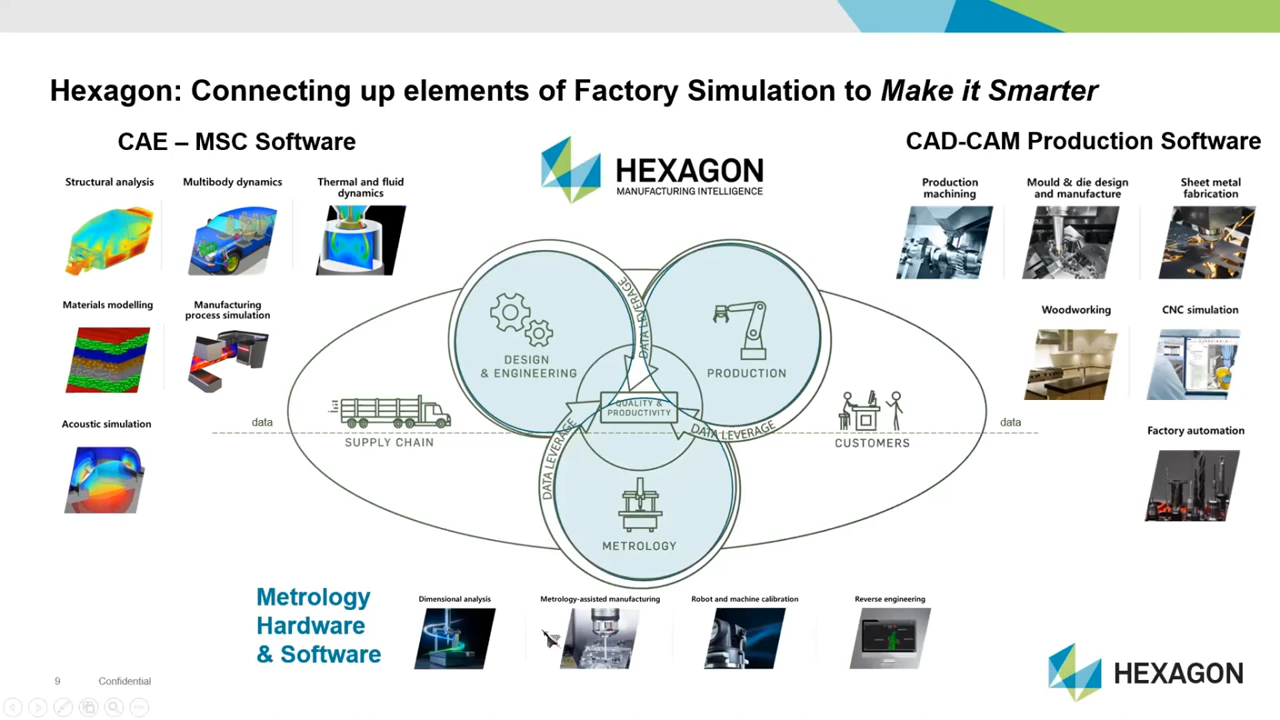 Hexagon: Connecting up elements of Factory Simulation to Make it Smarter
CAE – MSC Software
HEXAGON
MANUFACTURING INTELLIGENCE
CAD-CAM Production Software
Structural analysis
Multibody dynamics
Thermal and fluid
dynamics
Materials modelling
Manufacturing
process simulation
Acoustic simulation
Production
machining
Mould & die design
and manufacture
Sheet metal
fabrication
Woodworking
CNC simulation
Factory automation
DESIGN
& ENGINEERING
DATA LEVERAGE
PRODUCTION
QUALITY &
PRODUCTIVITY
DATA LEVERAGE
DATA LEVERAGE
data
SUPPLY CHAIN
CUSTOMERS
data
METROLOGY
Metrology
Hardware
& Software
Dimensional analysis
Metrology-assisted manufacturing
Robot and machine calibration
Reverse engineering
9
Confidential
HEXAGON